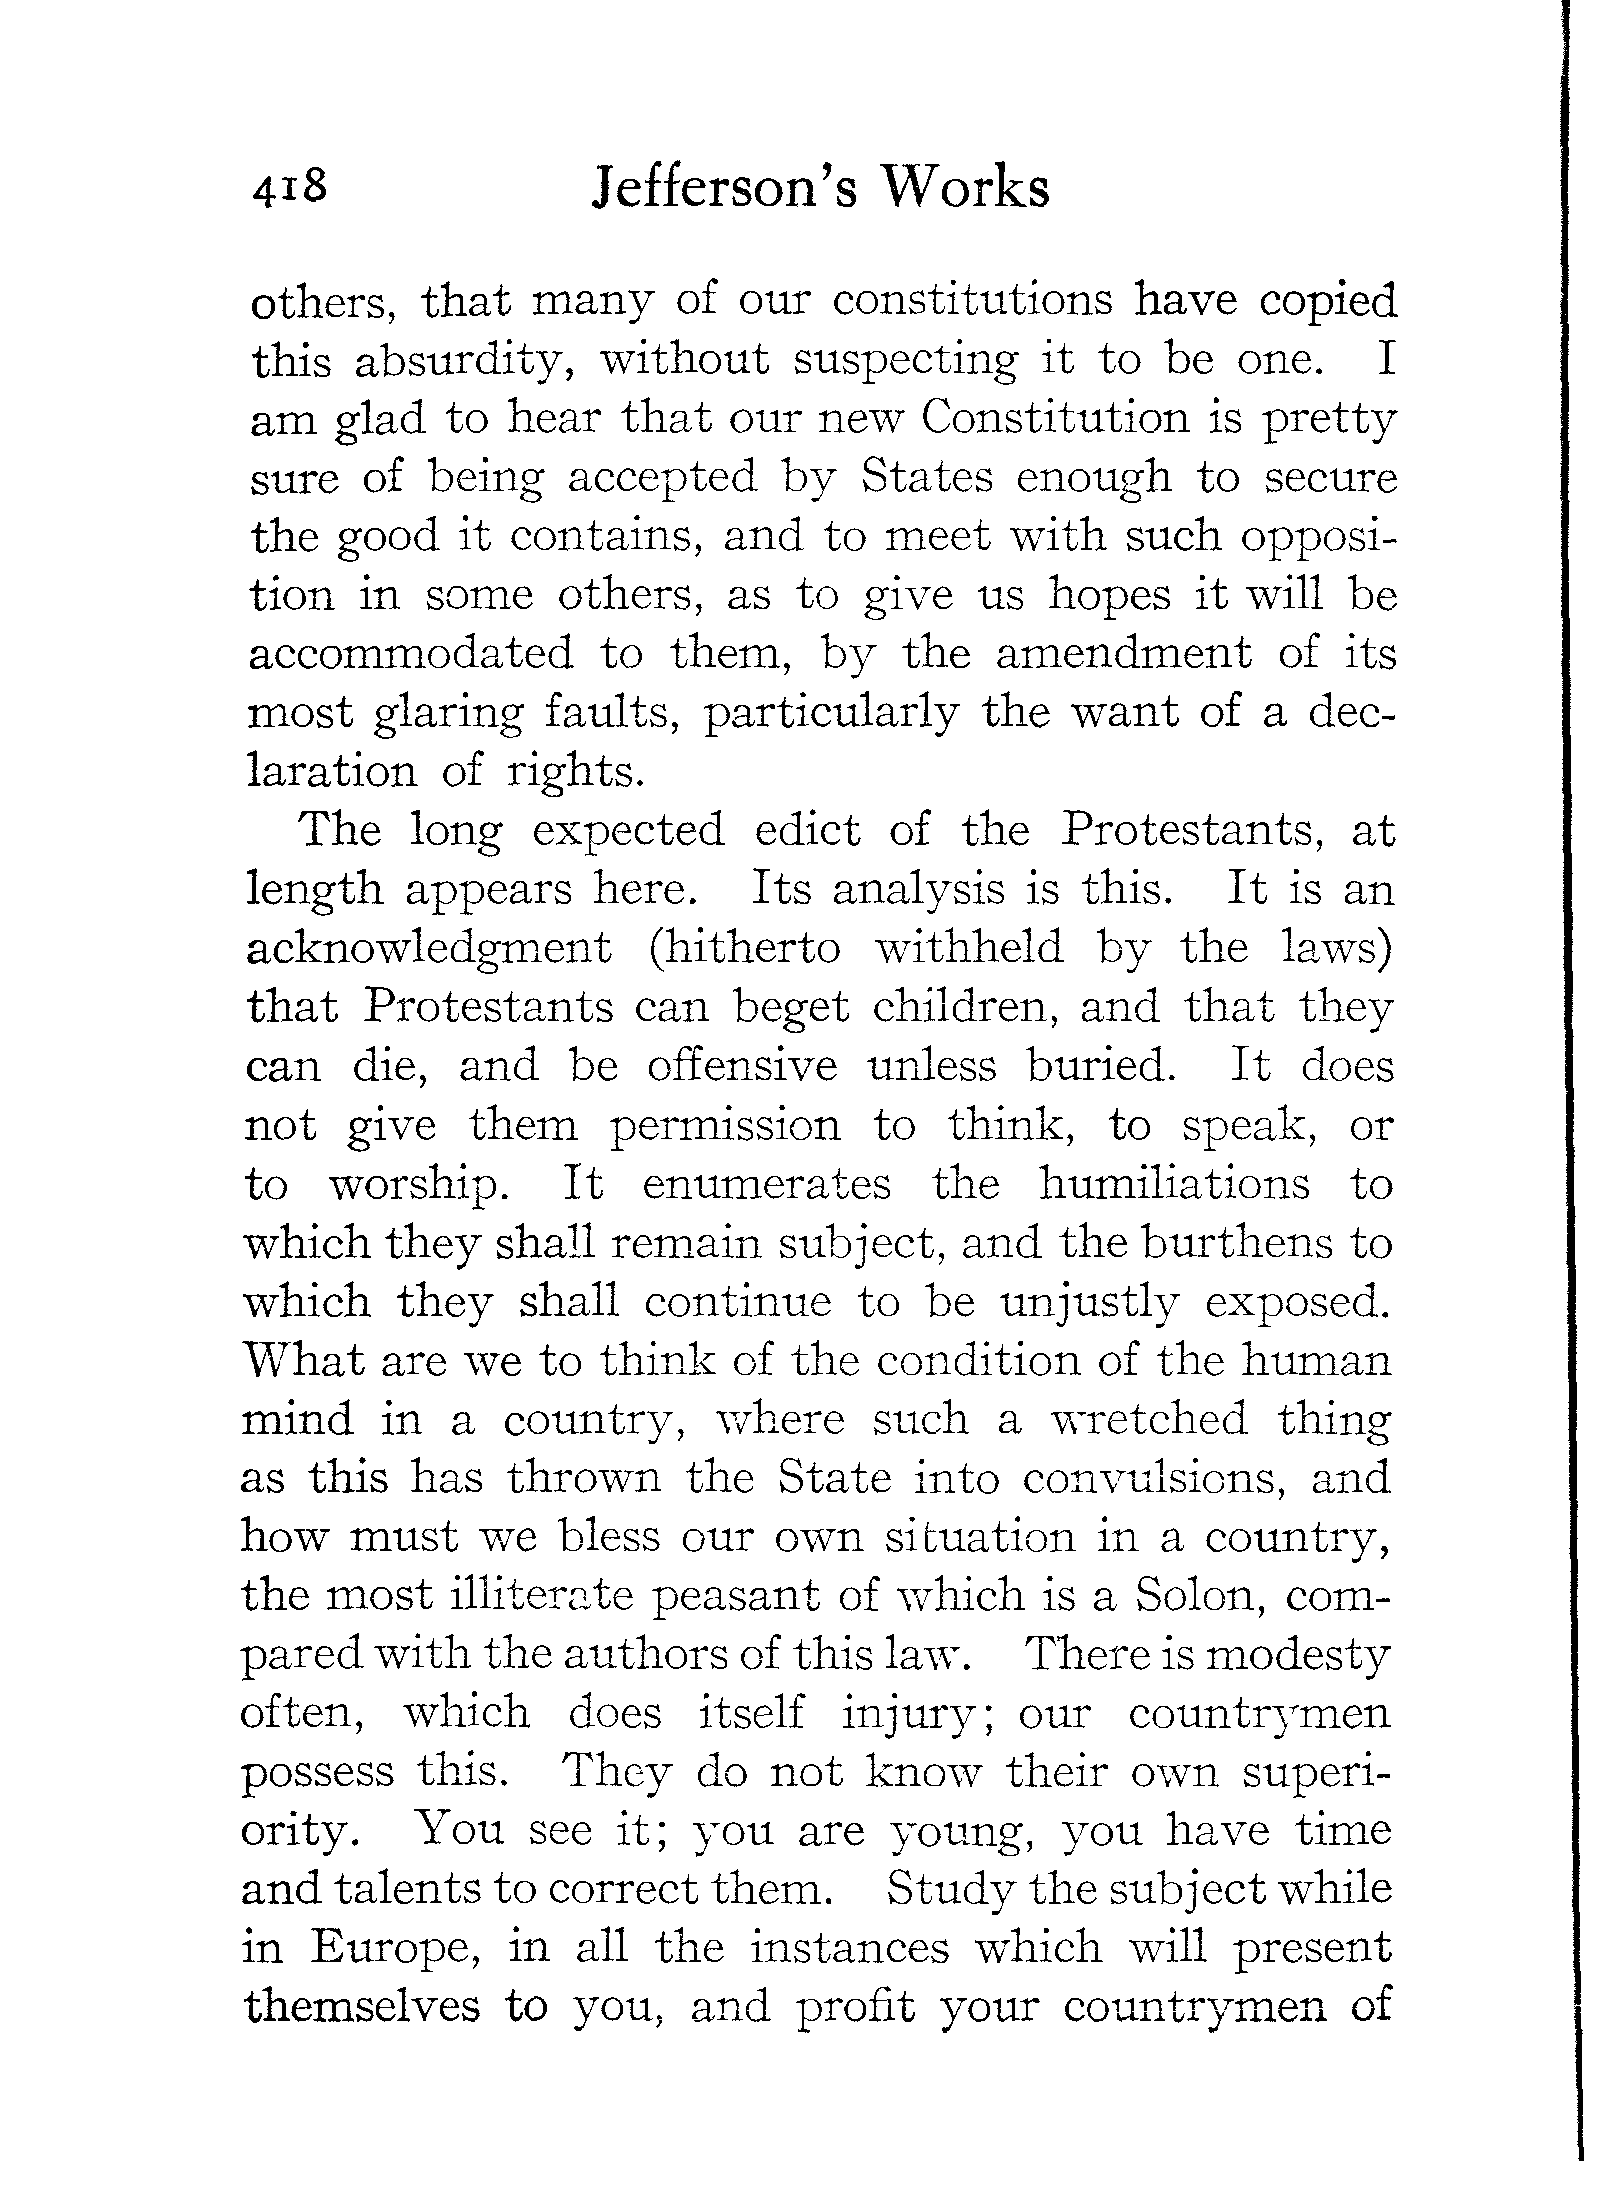 418 Jefferson's Works
others, that many of our constitutions have copied
this absurdity, without suspecting it to be one. I
am glad to hear that our new Constitution is pretty
sure of being accepted by States enough to secure
the good it contains, and to meet with such opposi-
tion in some others, as to give us hopes it will be
accommodated to them, by the amendment of its
most glaring faults, particularly the want of a dec-
laration of rights.
The long expected edict of the Protestants, at
length appears here. Its analysis is this. It is an
acknowledgment (hitherto withheld by the laws)
that Protestants can beget children, and that they
can die, and be offensive unless buried. It does
not give them permission to think, to speak, or
to worship. It enumerates the humiliations to
which they shall remain subject, and the burthens to
which they shall continue to be unjustly exposed.
What are we to think of the condition of the human
mind in a country, where such a wretched thing
as this has thrown the State into convulsions, and
how must we bless our own situation in a country,
the most illiterate peasant of which is a Solon, com-
pared with the authors of this law. There is modesty
often, which does itself injury; our countrymen
possess this. They do not know their own superi-
ority. You see it; you are young, you have time
and talents to correct them. Study the subject while
in Europe, in all the instances which will present
themselves to you, and profit your countrymen of